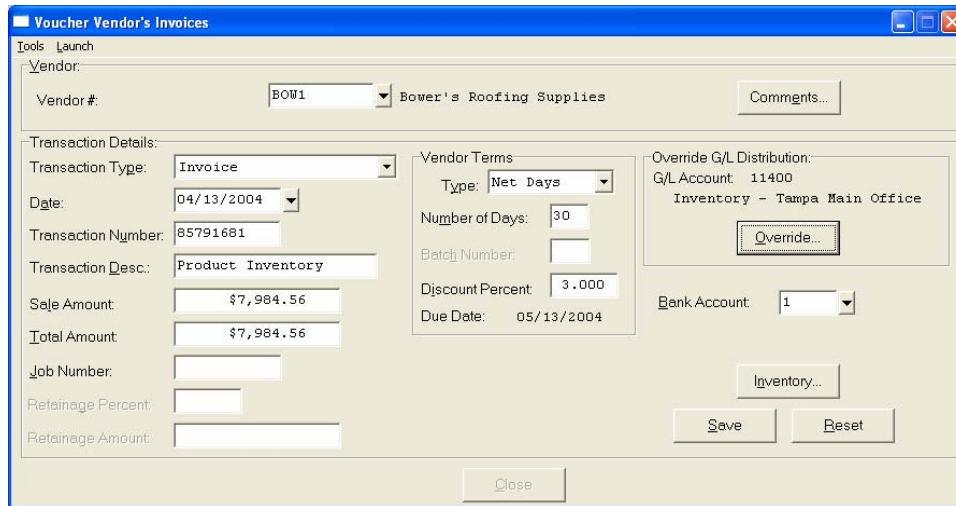 Voucher Vendor's Invoices
Tools Launch
Vendor:
Vendor #: BOW1 Bower's Roofing Supplies Comments...
Transaction Details:
Transaction Type: Invoice
Date: 04/13/2004
Transaction Number: 85791681
Transaction Desc.: Product Inventory
Sale Amount: $7,984.56
Total Amount: $7,984.56
Job Number:
Retainage Percent:
Retainage Amount:
Vendor Terms
Type: Net Days
Number of Days: 30
Batch Number:
Discount Percent: 3.000
Due Date: 05/13/2004
Override G/L Distribution:
G/L Account: 11400
Inventory - Tampa Main Office
Override...
Bank Account: 1
Inventory...
Save Reset
Close